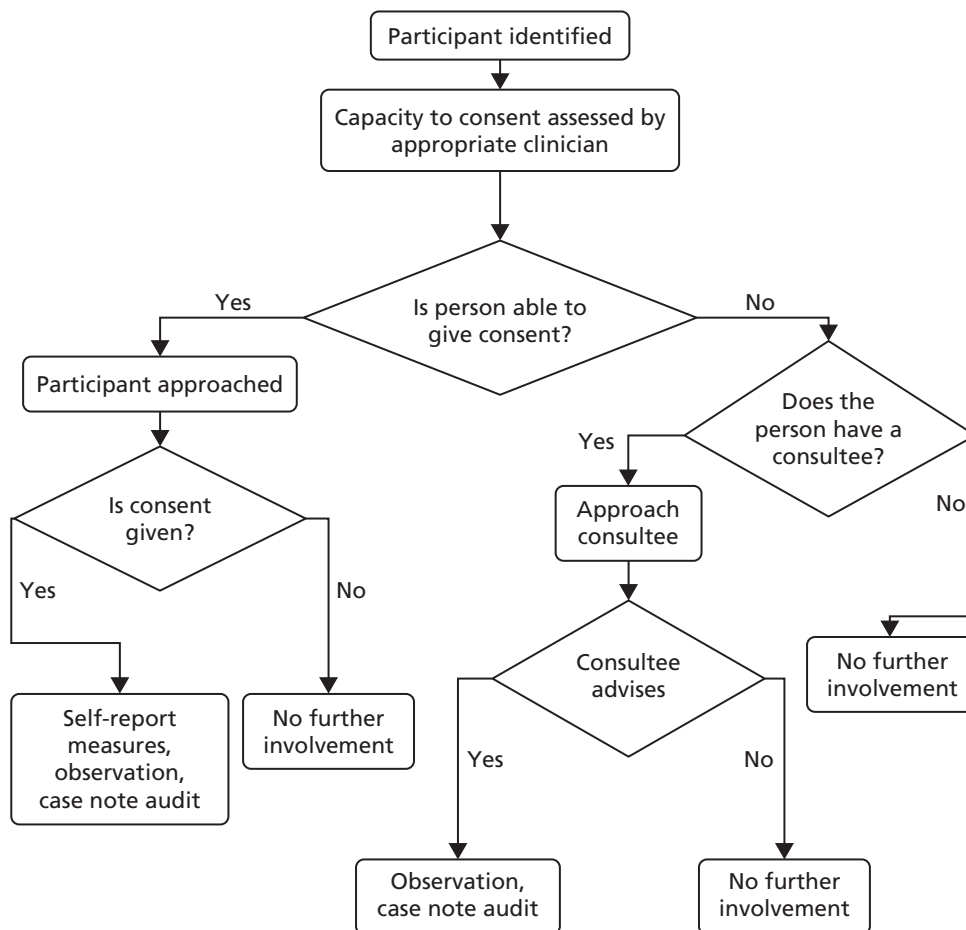 Participant identified
Capacity to consent assessed by
appropriate clinician
Is person able to
give consent?
Yes
No
Participant approached
Does the
person have a
consultee?
Yes
No
Is consent
given?
Yes
No
Approach
consultee
Consultee
advises
Yes
No
No further
involvement
Self-report
measures,
observation,
case note audit
No further
involvement
Observation,
case note audit
No further
involvement